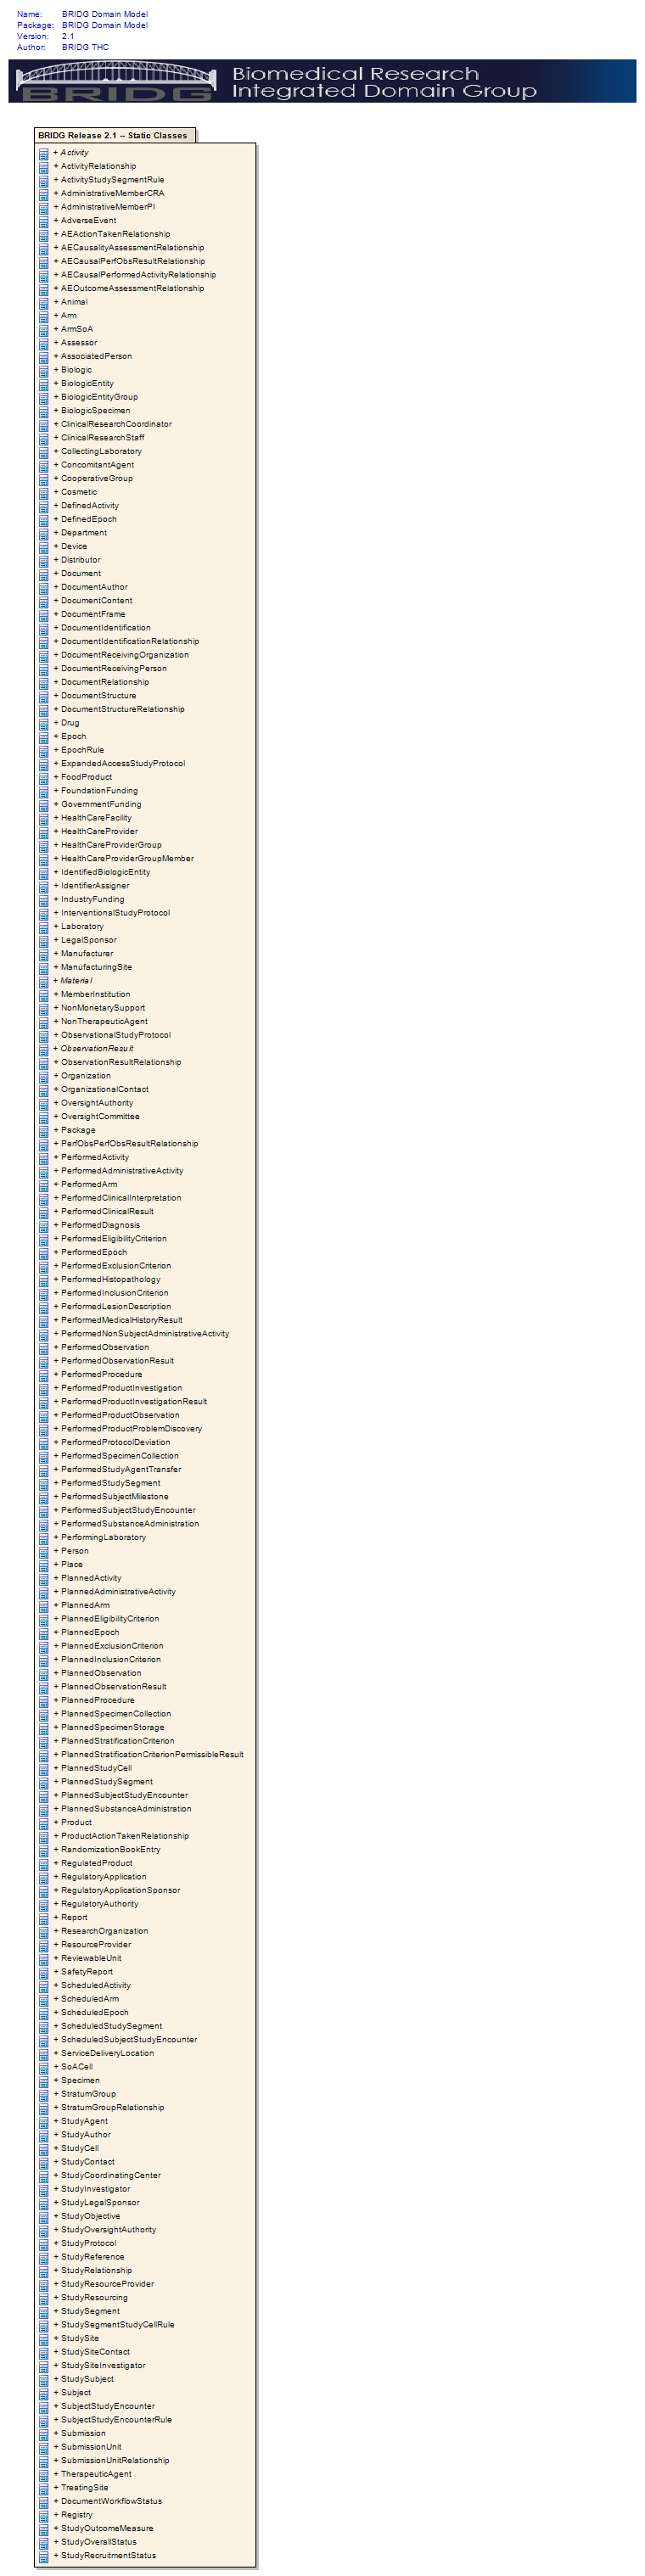 Name: BRIDG Domain Model
Package: BRIDG Domain Model
Version: 2.1
Author: BRIDG THC
BRIDG
Biomedical Research
Integrated Domain Group
BRIDG Release 2.1 -- Static Classes
+ Activity
+ ActivityRelationship
+ ActivityStudySegmentRule
+ AdministrativeMemberCRA
+ AdministrativeMemberPI
+ AdverseEvent
+ AEActionTakenRelationship
+ AECausalityAssessmentRelationship
+ AECausalPerfObsResultRelationship
+ AECausalPerformedActivityRelationship
+ AEOutcomeAssessmentRelationship
+ Animal
+ Arm
+ ArmSoA
+ Assessor
+ AssociatedPerson
+ Biologic
+ BiologicEntity
+ BiologicEntityGroup
+ BiologicSpecimen
+ ClinicalResearchCoordinator
+ ClinicalResearchStaff
+ CollectingLaboratory
+ ConcomitantAgent
+ CooperativeGroup
+ Cosmetic
+ DefinedActivity
+ DefinedEpoch
+ Department
+ Device
+ Distributor
+ Document
+ DocumentAuthor
+ DocumentContent
+ DocumentFrame
+ DocumentIdentification
+ DocumentIdentificationRelationship
+ DocumentReceivingOrganization
+ DocumentReceivingPerson
+ DocumentRelationship
+ DocumentStructure
+ DocumentStructureRelationship
+ Drug
+ Epoch
+ EpochRule
+ ExpandedAccessStudyProtocol
+ FoodProduct
+ FoundationFunding
+ GovernmentFunding
+ HealthCareFacility
+ HealthCareProvider
+ HealthCareProviderGroup
+ HealthCareProviderGroupMember
+ IdentifiedBiologicEntity
+ IdentifierAssigner
+ IndustryFunding
+ InterventionalStudyProtocol
+ Laboratory
+ LegalSponsor
+ Manufacturer
+ ManufacturingSite
+ Material
+ MemberInstitution
+ NonMonetarySupport
+ NonTherapeuticAgent
+ ObservationalStudyProtocol
+ ObservationResult
+ ObservationResultRelationship
+ Organization
+ OrganizationalContact
+ OversightAuthority
+ OversightCommittee
+ Package
+ PerfObsPerfObsResultRelationship
+ PerformedActivity
+ PerformedAdministrativeActivity
+ PerformedArm
+ PerformedClinicalInterpretation
+ PerformedClinicalResult
+ PerformedDiagnosis
+ PerformedEligibilityCriterion
+ PerformedEpoch
+ PerformedExclusionCriterion
+ PerformedHistopathology
+ PerformedInclusionCriterion
+ PerformedLesionDescription
+ PerformedMedicalHistoryResult
+ PerformedNonSubjectAdministrativeActivity
+ PerformedObservation
+ PerformedObservationResult
+ PerformedProcedure
+ PerformedProductInvestigation
+ PerformedProductInvestigationResult
+ PerformedProductObservation
+ PerformedProductProblemDiscovery
+ PerformedProtocolDeviation
+ PerformedSpecimenCollection
+ PerformedStudyAgentTransfer
+ PerformedStudySegment
+ PerformedSubjectMilestone
+ PerformedSubjectStudyEncounter
+ PerformedSubstanceAdministration
+ PerformingLaboratory
+ Person
+ Place
+ PlannedActivity
+ PlannedAdministrativeActivity
+ PlannedArm
+ PlannedEligibilityCriterion
+ PlannedEpoch
+ PlannedExclusionCriterion
+ PlannedInclusionCriterion
+ PlannedObservation
+ PlannedObservationResult
+ PlannedProcedure
+ PlannedSpecimenCollection
+ PlannedSpecimenStorage
+ PlannedStratificationCriterion
+ PlannedStratificationCriterionPermissibleResult
+ PlannedStudyCell
+ PlannedStudySegment
+ PlannedSubjectStudyEncounter
+ PlannedSubstanceAdministration
+ Product
+ ProductActionTakenRelationship
+ RandomizationBookEntry
+ RegulatedProduct
+ RegulatoryApplication
+ RegulatoryApplicationSponsor
+ RegulatoryAuthority
+ Report
+ ResearchOrganization
+ ResourceProvider
+ ReviewableUnit
+ SafetyReport
+ ScheduledActivity
+ ScheduledArm
+ ScheduledEpoch
+ ScheduledStudySegment
+ ScheduledSubjectStudyEncounter
+ ServiceDeliveryLocation
+ SoACell
+ Specimen
+ StratumGroup
+ StratumGroupRelationship
+ StudyAgent
+ StudyAuthor
+ StudyCell
+ StudyContact
+ StudyCoordinatingCenter
+ StudyInvestigator
+ StudyLegalSponsor
+ StudyObjective
+ StudyOversightAuthority
+ StudyProtocol
+ StudyReference
+ StudyRelationship
+ StudyResourceProvider
+ StudyResourcing
+ StudySegment
+ StudySegmentStudyCellRule
+ StudySite
+ StudySiteContact
+ StudySiteInvestigator
+ StudySubject
+ Subject
+ SubjectStudyEncounter
+ SubjectStudyEncounterRule
+ Submission
+ SubmissionUnit
+ SubmissionUnitRelationship
+ TherapeuticAgent
+ TreatingSite
+ DocumentWorkflowStatus
+ Registry
+ StudyOutcomeMeasure
+ StudyOverallStatus
+ StudyRecruitmentStatus